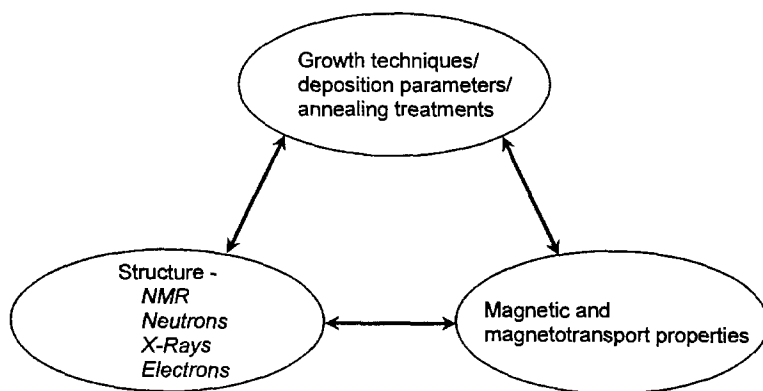 Growth techniques/
deposition parameters/
annealing treatments
Structure -
NMR
Neutrons
X-Rays
Electrons
Magnetic and
magnetotransport properties